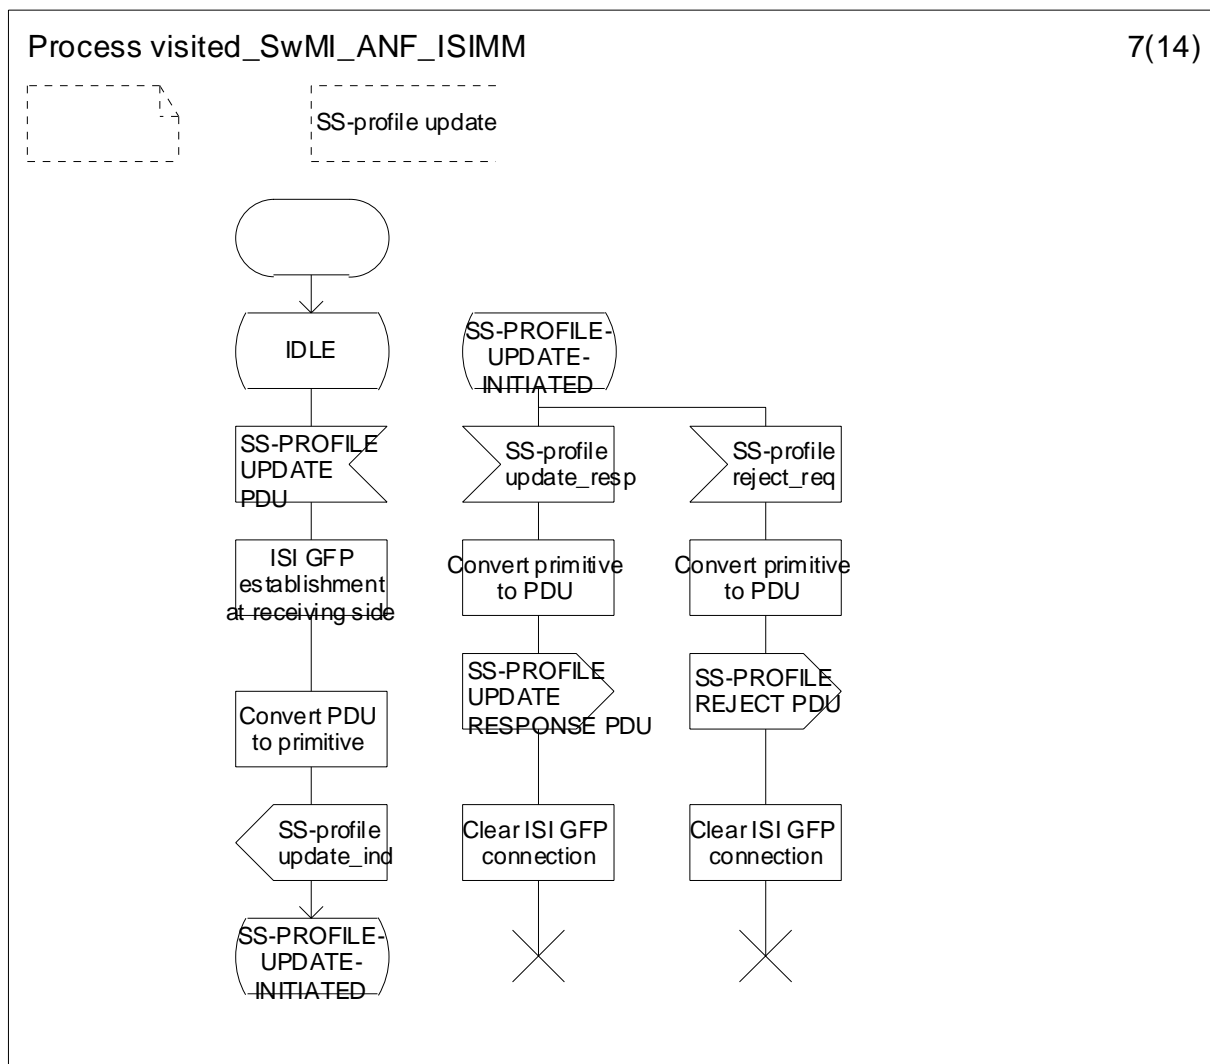 Process visited_SwMI_ANF_ISIMM
7(14)
SS-profile update
IDLE
SS-PROFILE
UPDATE
PDU
ISI GFP
establishment
at receiving side
Convert PDU
to primitive
SS-profile
update_ind
SS-PROFILE-
UPDATE-
INITIATED
SS-PROFILE-
UPDATE-
INITIATED
SS-profile
update_resp
Convert primitive
to PDU
SS-PROFILE
UPDATE
RESPONSE PDU
Clear ISI GFP
connection
SS-profile
reject_req
Convert primitive
to PDU
SS-PROFILE
REJECT PDU
Clear ISI GFP
connection